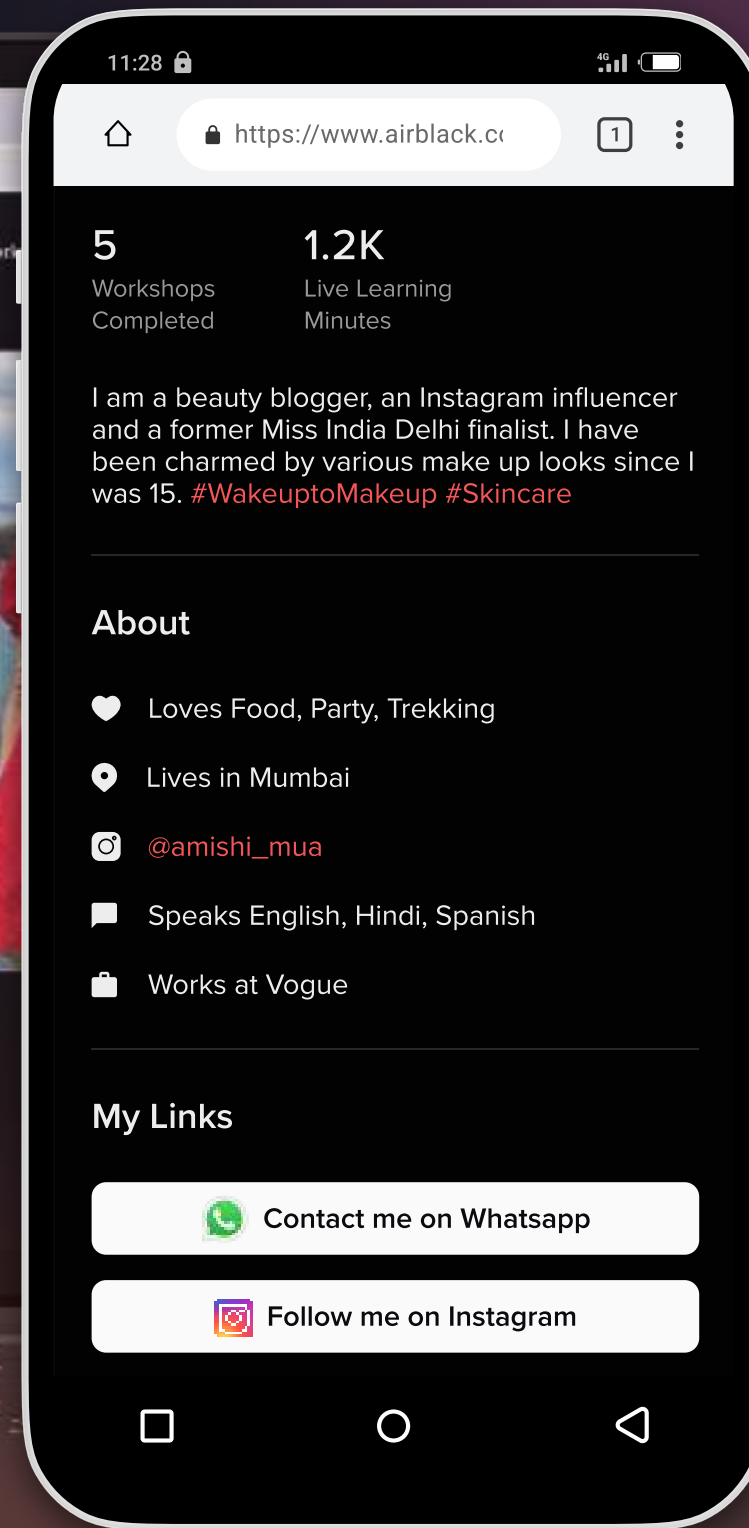 11:28
4G
https://www.airblack.co
1
5
1.2K
Workshops
Completed
Live Learning
Minutes
I am a beauty blogger, an Instagram influencer
and a former Miss India Delhi finalist. I have
been charmed by various make up looks since I
was 15. #WakeuptoMakeup #Skincare
About
Loves Food, Party, Trekking
Lives in Mumbai
@amishi_mua
Speaks English, Hindi, Spanish
Works at Vogue
My Links
Contact me on Whatsapp
Follow me on Instagram